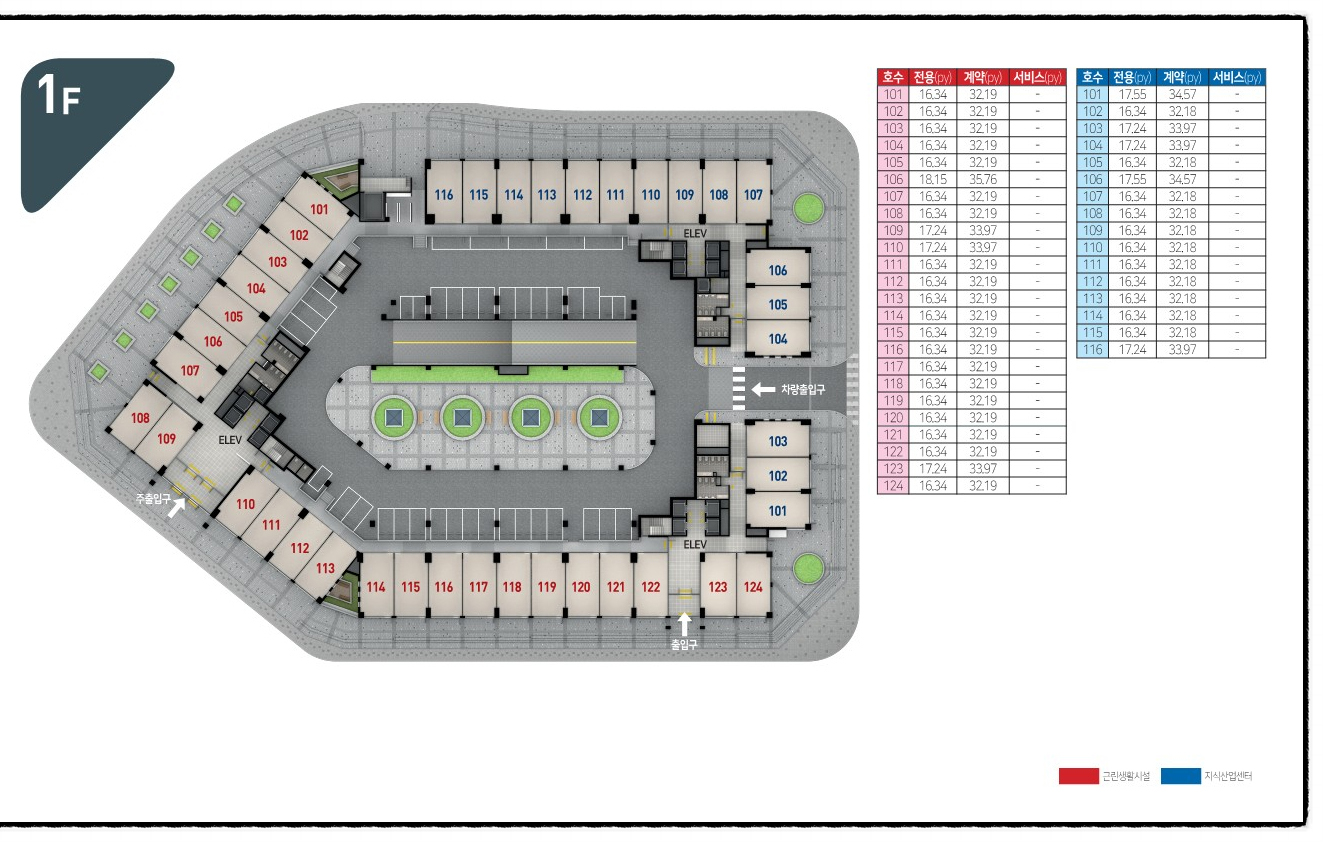 1F
호수 전용(py) 계약(py) 서비스(py)
101 16.34 32.19 -
102 16.34 32.19 -
103 16.34 32.19 -
104 16.34 32.19 -
105 16.34 32.19 -
106 18.15 35.76 -
107 16.34 32.19 -
108 16.34 32.19 -
109 17.24 33.97 -
110 17.24 33.97 -
111 16.34 32.19 -
112 16.34 32.19 -
113 16.34 32.19 -
114 16.34 32.19 -
115 16.34 32.19 -
116 16.34 32.19 -
117 16.34 32.19 -
118 16.34 32.19 -
119 16.34 32.19 -
120 16.34 32.19 -
121 16.34 32.19 -
122 16.34 32.19 -
123 17.24 33.97 -
124 16.34 32.19 -
호수 전용(py) 계약(py) 서비스(py)
101 17.55 34.57 -
102 16.34 32.18 -
103 17.24 33.97 -
104 17.24 33.97 -
105 16.34 32.18 -
106 17.55 34.57 -
107 16.34 32.18 -
108 16.34 32.18 -
109 16.34 32.18 -
110 16.34 32.18 -
111 16.34 32.18 -
112 16.34 32.18 -
113 16.34 32.18 -
114 16.34 32.18 -
115 16.34 32.18 -
116 17.24 33.97 -
116 115 114 113 112 111 110 109 108 107
ELEV
106
105
104
차량출입구
103
102
101
ELEV
101
102
103
104
105
106
107
108
109
ELEV
주출입구
110
111
112
113
114 115 116 117 118 119 120 121 122 123 124
출입구
근린생활시설 지식산업센터